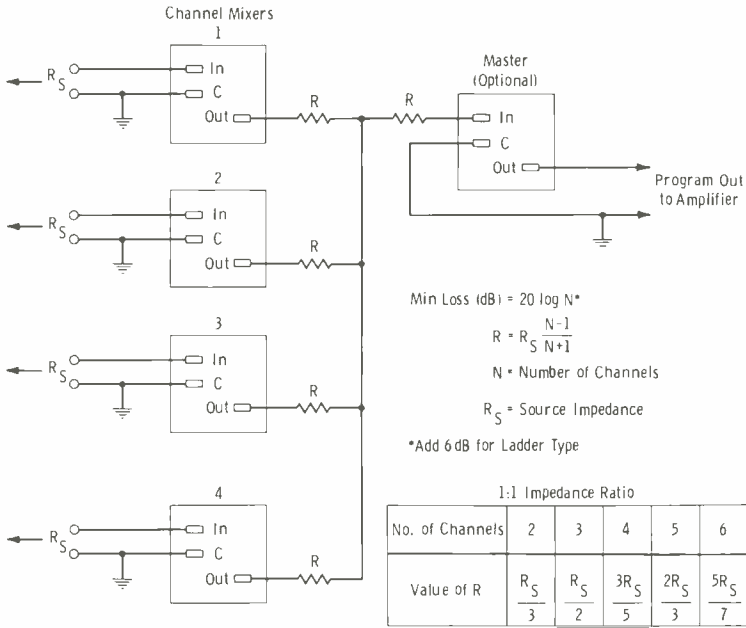 Channel Mixers
1
R_S
In
C
Out
R
2
R_S
In
C
Out
R
3
R_S
In
C
Out
R
4
R_S
In
C
Out
R
R
Master
(Optional)
In
C
Out
Program Out
to Amplifier
Min Loss (dB) = 20 log N*
R = R_S N-1/N+1
N = Number of Channels
R_S = Source Impedance
*Add 6 dB for Ladder Type
1:1 Impedance Ratio
No. of Channels 2 3 4 5 6
Value of R R_S/3 R_S/2 3R_S/5 2R_S/3 5R_S/7